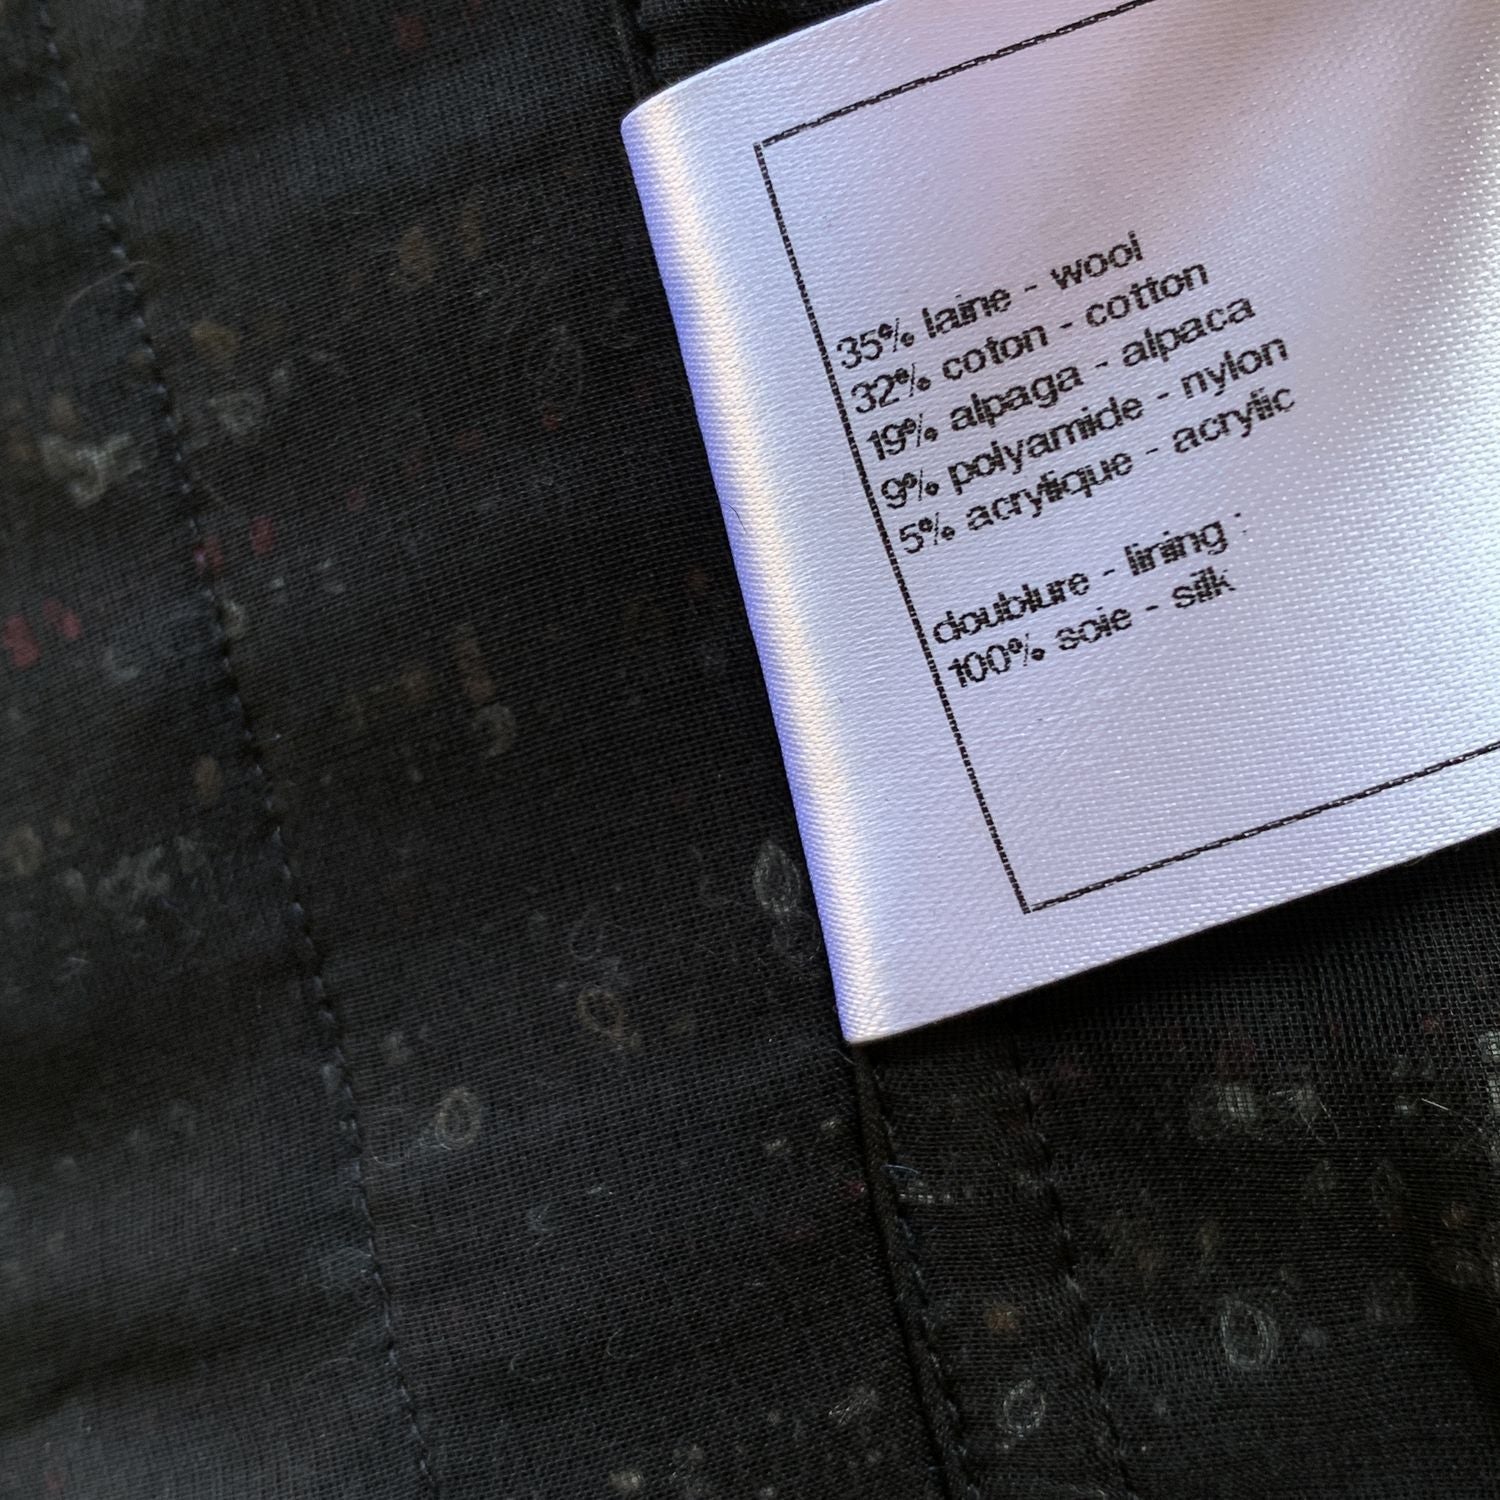 35% laine - wool
32% coton - cotton
19% alpaga - alpaca
9% polyamide - nylon
5% acrylique - acrylic
doublure - lining :
100% soie - silk